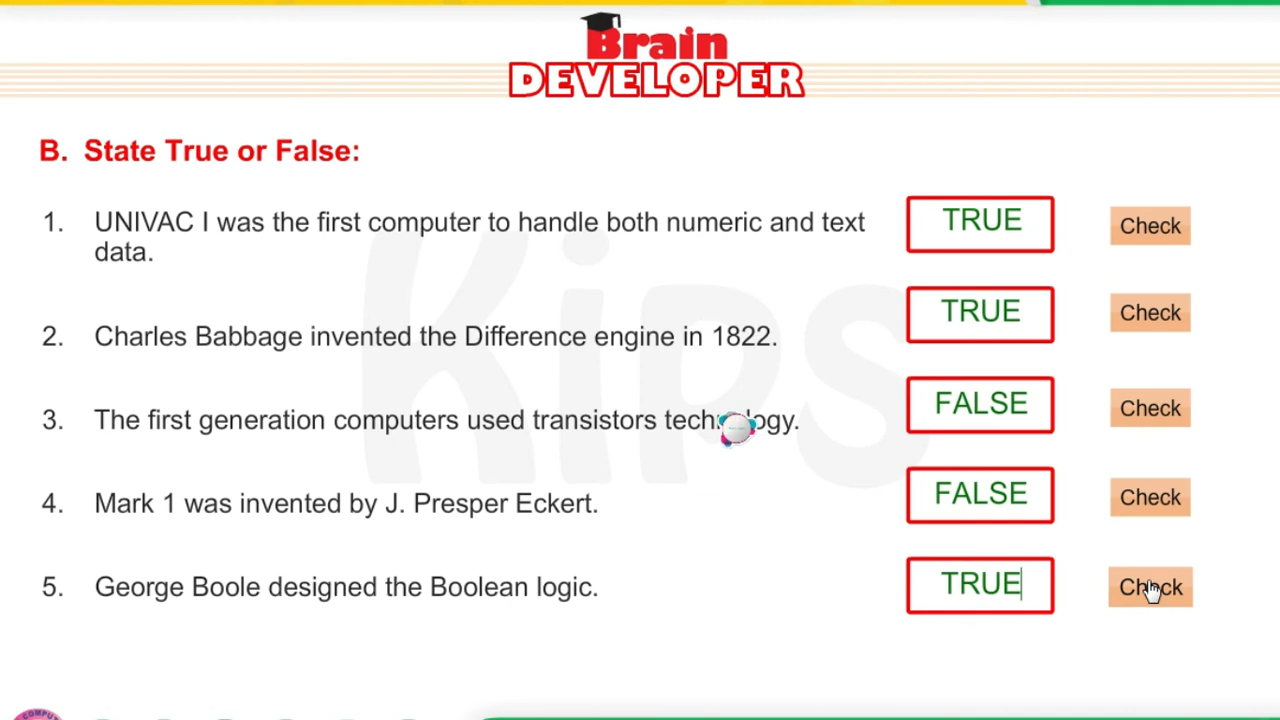 Brain
DEVELOPER
B. State True or False:
1. UNIVAC I was the first computer to handle both numeric and text TRUE Check
data.
2. Charles Babbage invented the Difference engine in 1822. TRUE Check
3. The first generation computers used transistors technology. FALSE Check
4. Mark 1 was invented by J. Presper Eckert. FALSE Check
5. George Boole designed the Boolean logic. TRUE Check
Kips